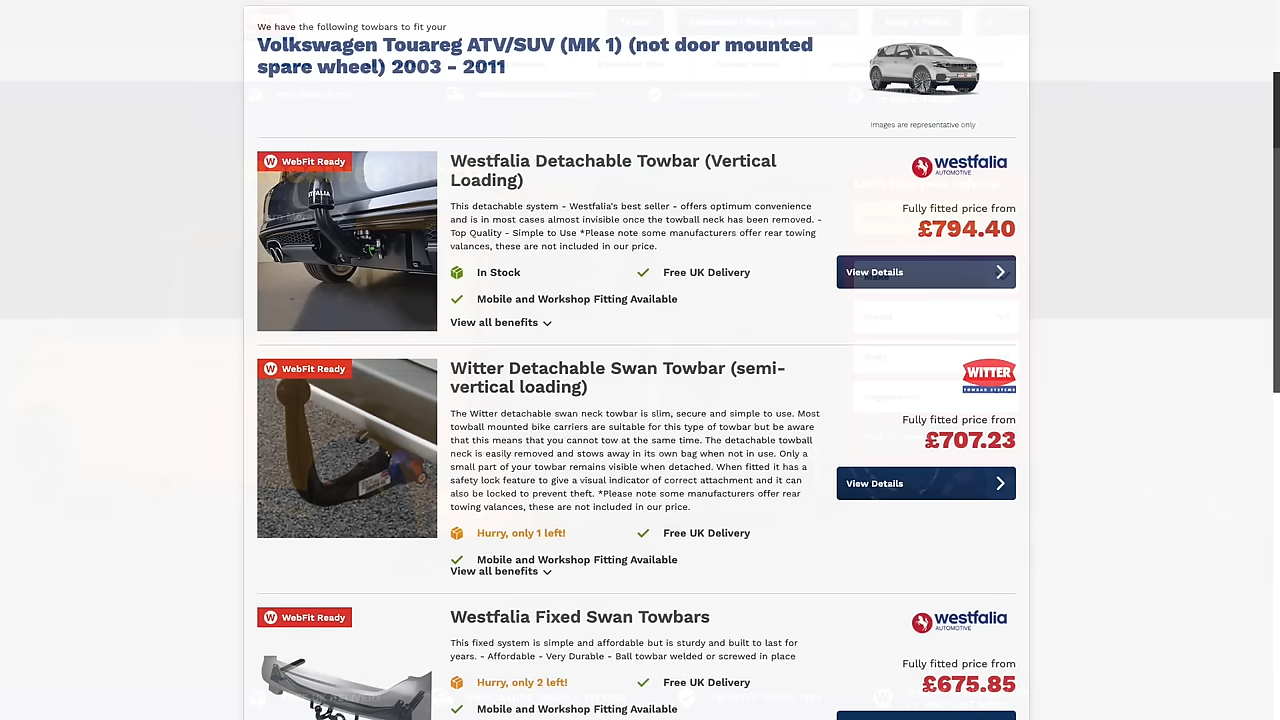 We have the following towbars to fit your
Volkswagen Touareg ATV/SUV (MK 1) (not door mounted
spare wheel) 2003 - 2011
Images are representative only
WebFit Ready
Westfalia Detachable Towbar (Vertical
Loading)
westfalia
AUTOMOTIVE
This detachable system - Westfalia's best seller - offers optimum convenience
and is in most cases almost invisible once the towball neck has been removed. -
Top Quality - Simple to Use *Please note some manufacturers offer rear towing
valances, these are not included in our price.
Fully fitted price from
£794.40
In Stock
Free UK Delivery
View Details
Mobile and Workshop Fitting Available
View all benefits
WebFit Ready
Witter Detachable Swan Towbar (semi-
vertical loading)
WITTER
TOWBAR SYSTEMS
The Witter detachable swan neck towbar is slim, secure and simple to use. Most
towball mounted bike carriers are suitable for this type of towbar but be aware
that this means that you cannot tow at the same time. The detachable towball
neck is easily removed and stows away in its own bag when not in use. Only a
small part of your towbar remains visible when detached. When fitted it has a
safety lock feature to give a visual indicator of correct attachment and it can
also be locked to prevent theft. *Please note some manufacturers offer rear
towing valances, these are not included in our price.
Fully fitted price from
£707.23
View Details
Hurry, only 1 left!
Free UK Delivery
Mobile and Workshop Fitting Available
View all benefits
WebFit Ready
Westfalia Fixed Swan Towbars
westfalia
AUTOMOTIVE
This fixed system is simple and affordable but is sturdy and built to last for
years. - Affordable - Very Durable - Ball towbar welded or screwed in place
Fully fitted price from
£675.85
Hurry, only 2 left!
Free UK Delivery
Mobile and Workshop Fitting Available